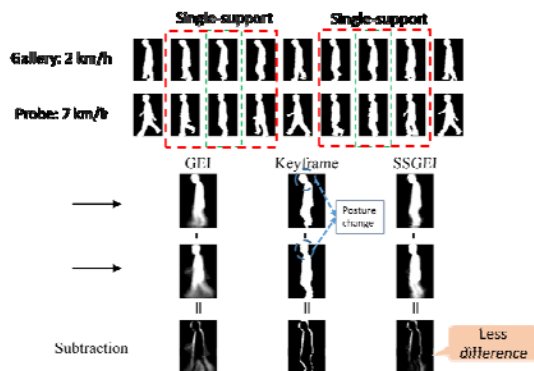 Single-support Single-support
Gallery: 2 km/h
Probe: 7 km/h
GEI Keyframe SSGEI
Posture
change
Subtraction
Less
difference